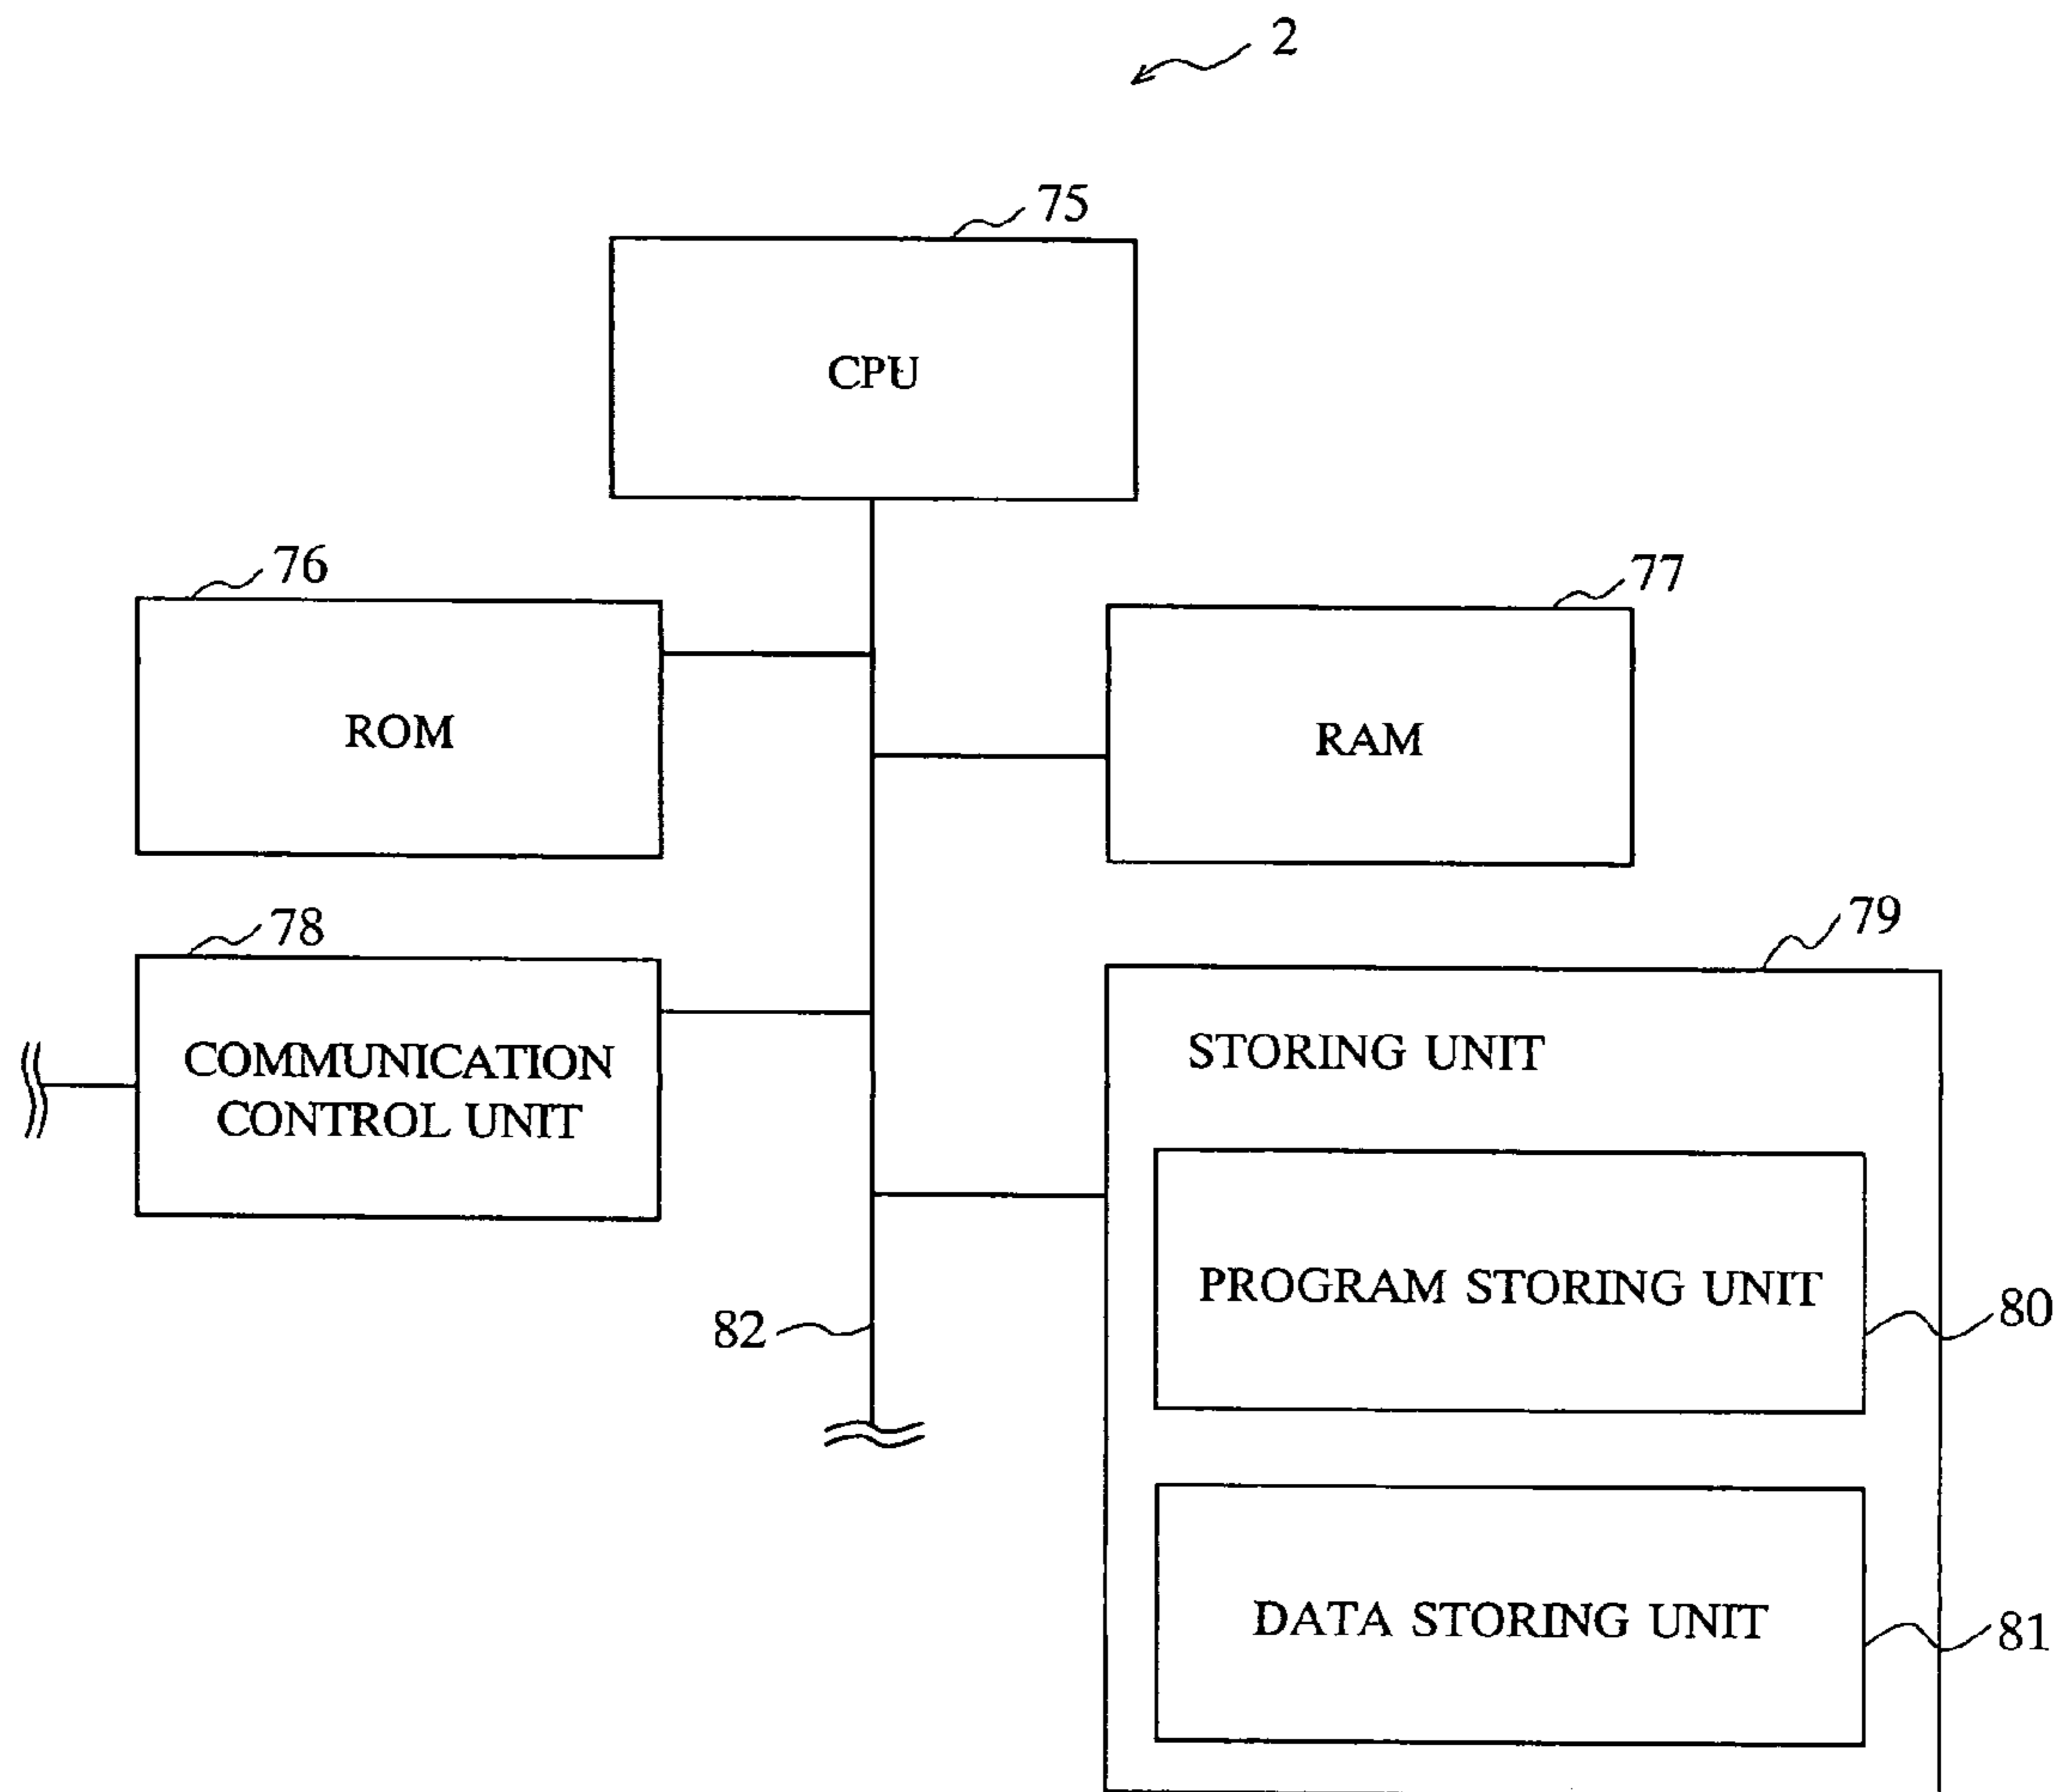 2
75
CPU
76
77
ROM
RAM
78
79
COMMUNICATION
CONTROL UNIT
STORING UNIT
PROGRAM STORING UNIT
80
82
DATA STORING UNIT
81